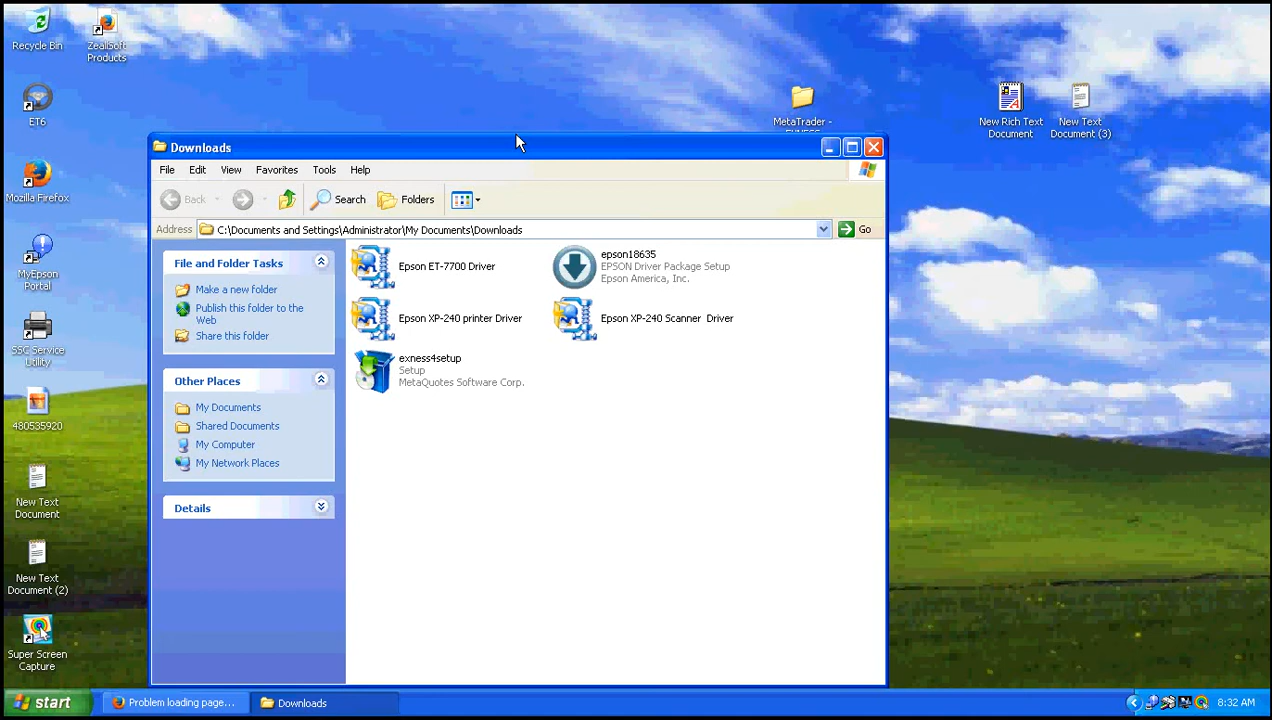 Recycle Bin
ZeallSoft
Products
ET6
Mozilla Firefox
MyEpson
Portal
SSC Service
Utility
480535920
New Text
Document
New Text
Document (2)
Super Screen
Capture
MetaTrader -
EXNESS
New Rich Text
Document
New Text
Document (3)
Downloads
File Edit View Favorites Tools Help
Back Search Folders
Address C:\Documents and Settings\Administrator\My Documents\Downloads Go
File and Folder Tasks
Make a new folder
Publish this folder to the
Web
Share this folder
Other Places
My Documents
Shared Documents
My Computer
My Network Places
Details
Epson ET-7700 Driver
epson18635
EPSON Driver Package Setup
Epson America, Inc.
Epson XP-240 printer Driver
Epson XP-240 Scanner  Driver
exness4setup
Setup
MetaQuotes Software Corp.
start Problem loading page... Downloads 8:32 AM